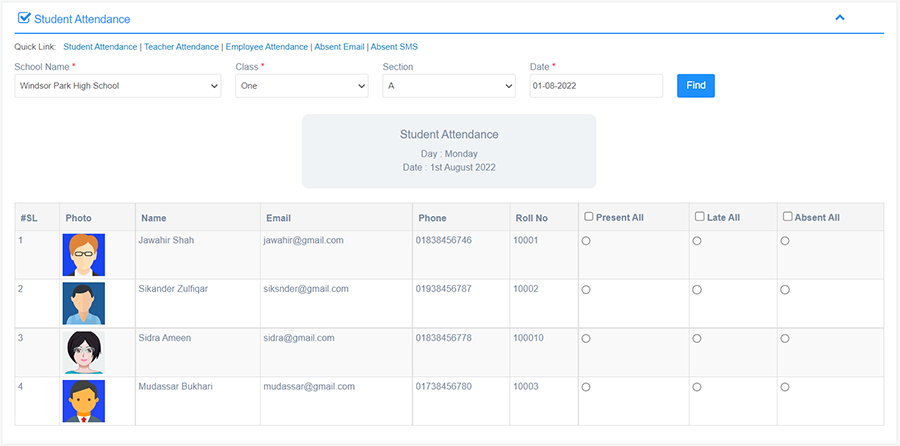 Student Attendance
Quick Link: Student Attendance | Teacher Attendance | Employee Attendance | Absent Email | Absent SMS
School Name * Class * Section Date *
Windsor Park High School One A 01-08-2022 Find
Student Attendance
Day : Monday
Date : 1st August 2022
#SL Photo Name Email Phone Roll No Present All Late All Absent All
1 Jawahir Shah jawahir@gmail.com 01838456746 10001
2 Sikander Zulfiqar siksnder@gmail.com 01938456787 10002
3 Sidra Ameen sidra@gmail.com 01838456778 100010
4 Mudassar Bukhari mudassar@gmail.com 01738456780 10003